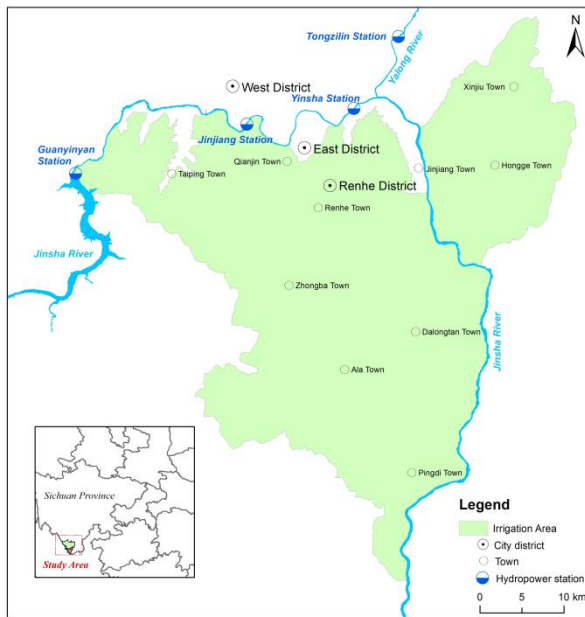 N
Tongzilin Station
Yalong River
Xinjiu Town
West District
Yinsha Station
Jinjiang Station
Guanyinyan
Station
East District
Qianjin Town
Taiping Town
Jinjiang Town
Hongge Town
Renhe District
Renhe Town
Jinsha River
Zhongba Town
Jinsha River
Dalongtan Town
Ala Town
Pingdi Town
Sichuan Province
Study Area
Legend
Irrigation Area
City district
Town
Hydropower station
0 5 10 km